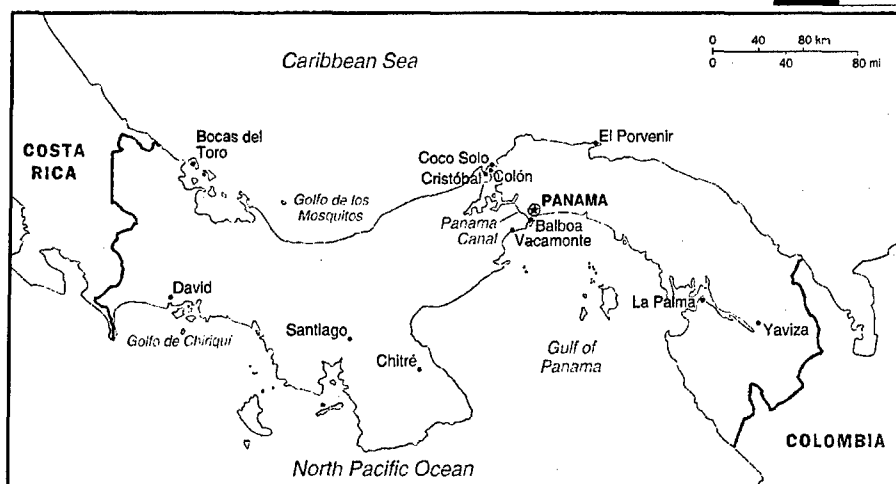 Caribbean Sea
0 40 80 km
0 40 80 mi
COSTA
RICA
Bocas del
Toro
El Porvenir
Coco Solo
Cristóbal
Colón
Golfo de los
Mosquitos
PANAMA
Panama
Canal
Balboa
Vacamonte
David
La Palma
Santiago
Yaviza
Golfo de Chiriquí
Chitré
Gulf of
Panama
COLOMBIA
North Pacific Ocean